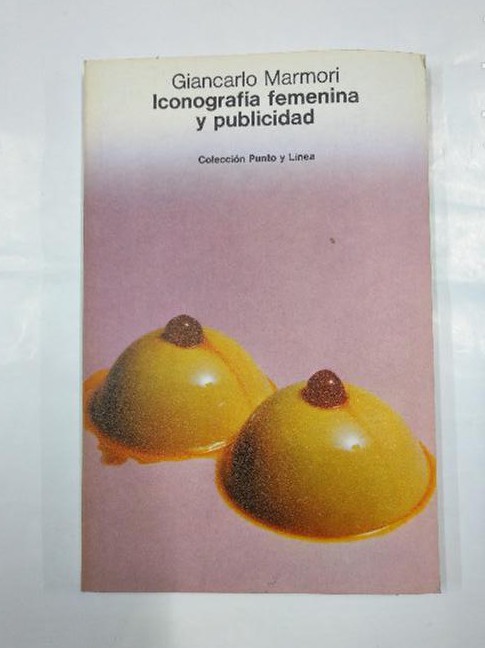 Giancarlo Marmori
Iconografía femenina
y publicidad
Colección Punto y Línea